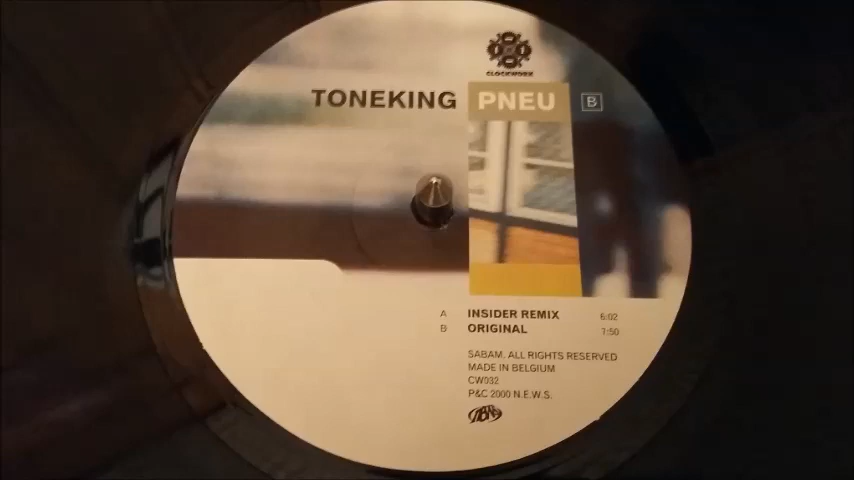 CLOCKWORK
TONEKING PNEU B
A INSIDER REMIX 6:02
B ORIGINAL 7:50
SABAM. ALL RIGHTS RESERVED
MADE IN BELGIUM
CW032
P&C 2000 N.E.W.S.